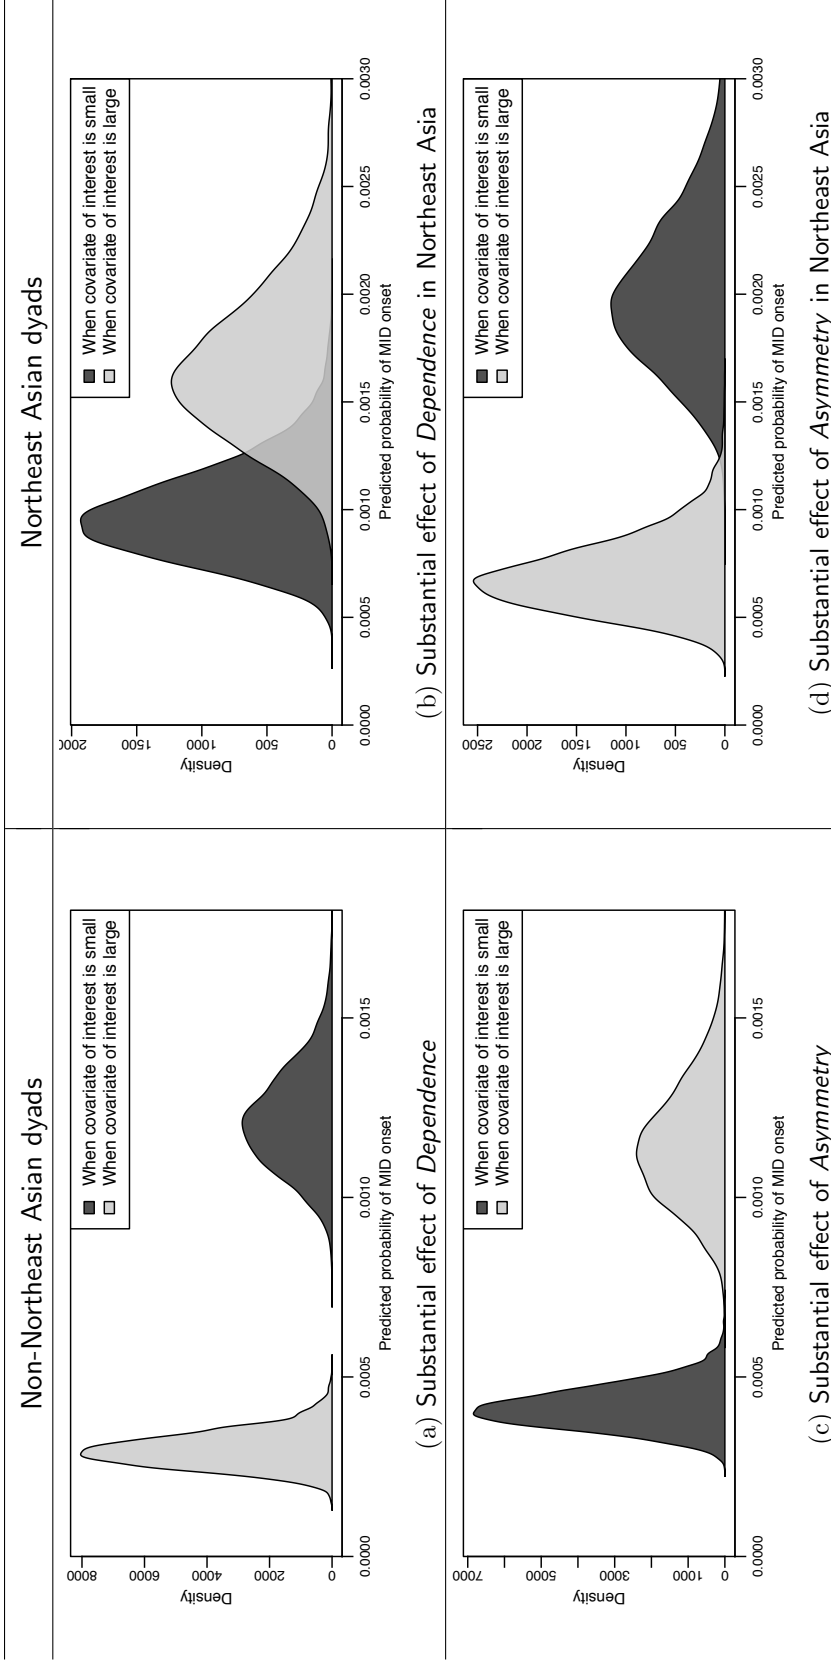 Non-Northeast Asian dyads
Northeast Asian dyads
When covariate of interest is small
When covariate of interest is large
Density
0
2000
4000
6000
8000
0.0000
0.0005
0.0010
0.0015
Predicted probability of MID onset
(a) Substantial effect of Dependence
When covariate of interest is small
When covariate of interest is large
Density
0
500
1000
1500
2000
0.0000
0.0005
0.0010
0.0015
0.0020
0.0025
0.0030
Predicted probability of MID onset
(b) Substantial effect of Dependence in Northeast Asia
When covariate of interest is small
When covariate of interest is large
Density
0
1000
3000
5000
7000
0.0000
0.0005
0.0010
0.0015
Predicted probability of MID onset
(c) Substantial effect of Asymmetry
When covariate of interest is small
When covariate of interest is large
Density
0
500
1000
1500
2000
2500
0.0000
0.0005
0.0010
0.0015
0.0020
0.0025
0.0030
Predicted probability of MID onset
(d) Substantial effect of Asymmetry in Northeast Asia